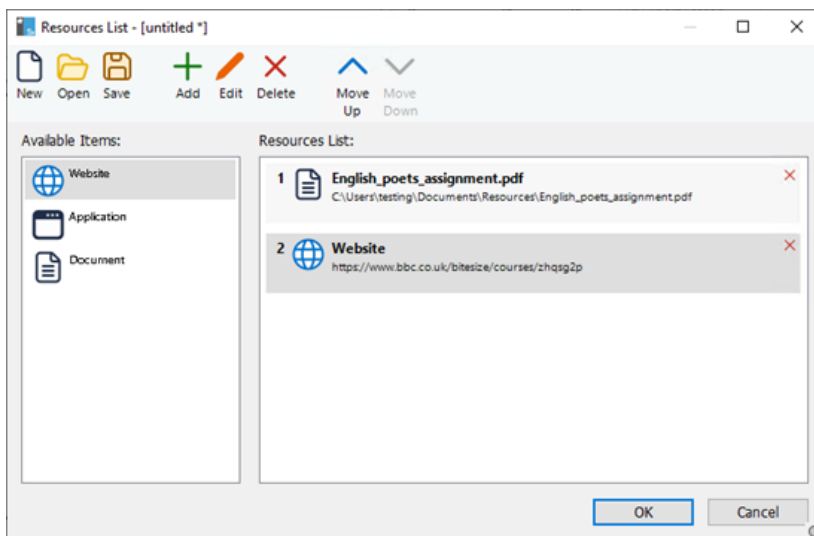 Resources List - [untitled *]
New Open Save Add Edit Delete Move Up Move Down
Available Items:
Website
Application
Document
Resources List:
1 English_poets_assignment.pdf
C:\Users\testing\Documents\Resources\English_poets_assignment.pdf
2 Website
https://www.bbc.co.uk/bitesize/courses/zhqsg2p
OK Cancel